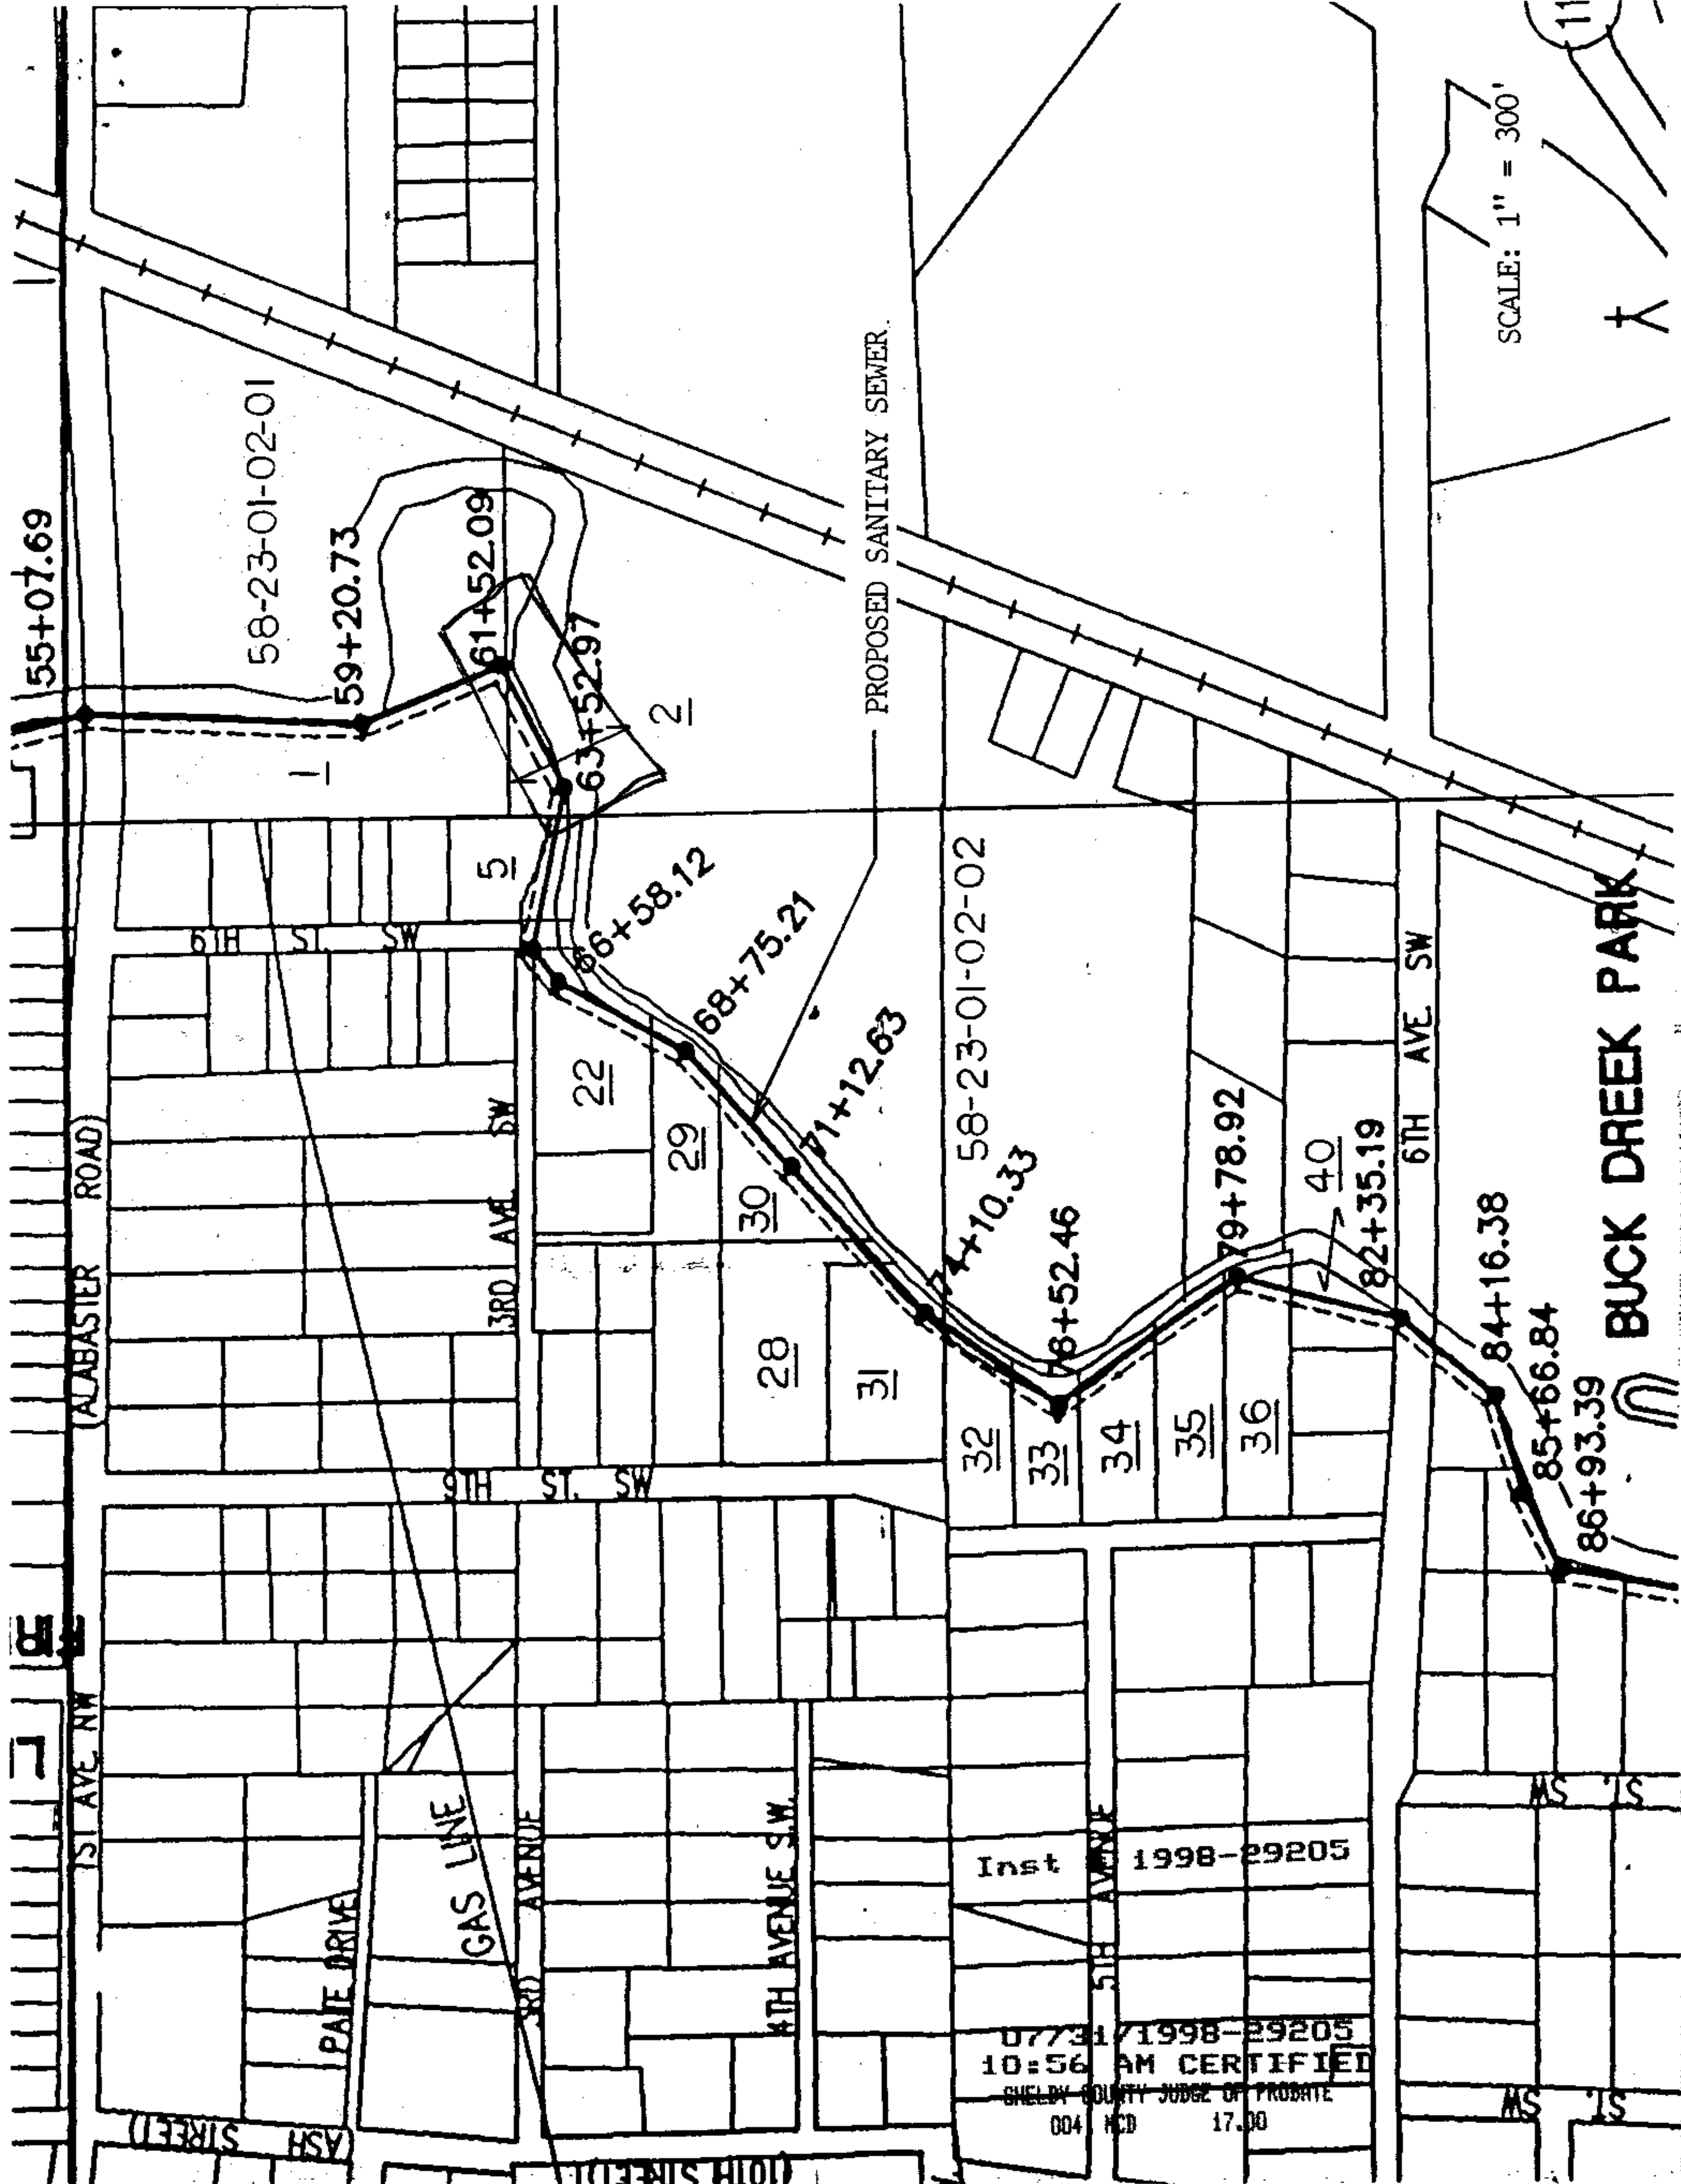 55+07.69
58-23-01-02-01
59+20.73
61+52.09
63+52.97
1
2
5
6TH ST. SW
66+58.12
68+75.21
PROPOSED SANITARY SEWER
71+12.63
58-23-01-02-02
74+10.33
79+78.92
82+35.19
84+16.38
85+66.84
86+93.39
22
29
30
28
31
32
33
34
35
36
40
6TH AVE. SW
BUCK DREEK PARK
SCALE: 1" = 300'
11
(ALABASTER ROAD)
3RD AVE. SW
9TH ST. SW
1ST AVE NW
GAS LINE
PATE DRIVE
3RD AVENUE
4TH AVENUE S.W.
5TH AVENUE
ST. SW
ST. SW
ASH STREET)
(10TH STREET)
Inst 1998-29205
07/31/1998-29205
10:56 AM CERTIFIED
SHELBY COUNTY JUDGE OF PROBATE
004 MCD 17.00